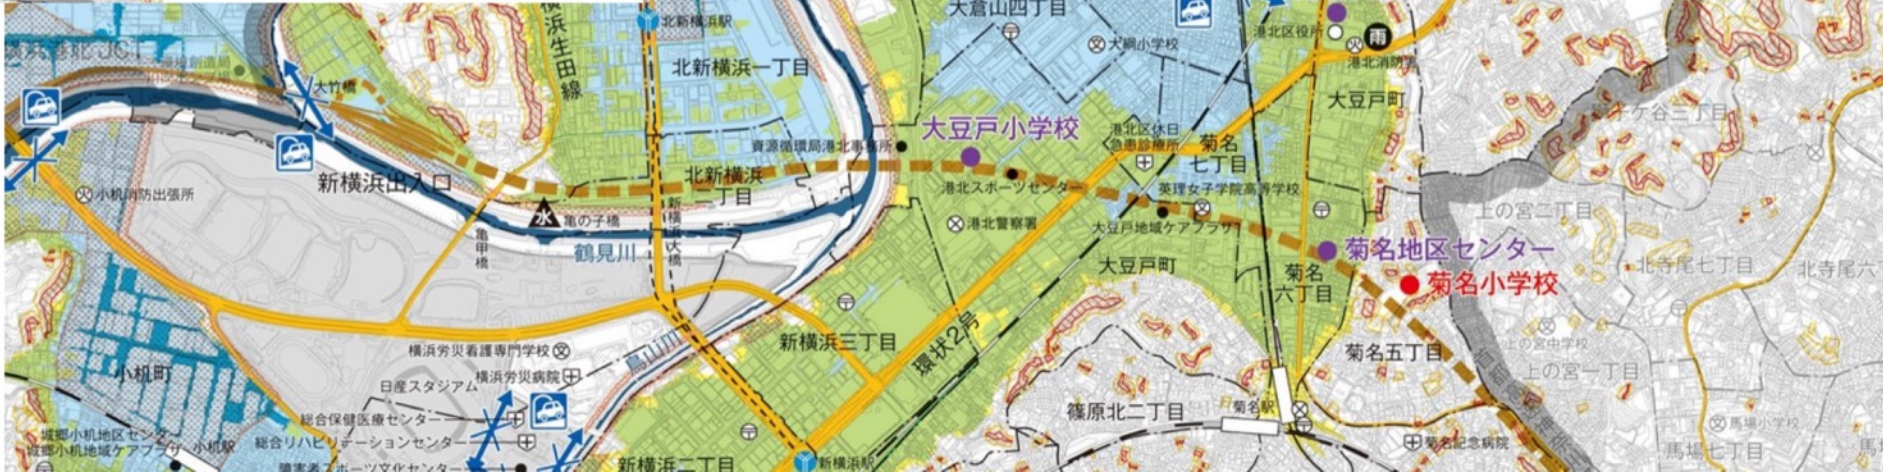 大倉山四丁目
北新横浜駅
大綱小学校
港北区役所
雨
港北消防署
横浜生田線
北新横浜一丁目
大竹橋
大豆戸町
大豆戸小学校
港北区休日
急患診療所
菊名
七丁目
資源循環局港北事務所
新横浜出入口
小机消防出張所
北新横浜
二丁目
港北スポーツセンター
英理女子学院高等学校
上の宮二丁目
水
亀の子橋
新横浜大橋
亀甲橋
鶴見川
港北警察署
大豆戸地域ケアプラザ
大豆戸町
菊名地区センター
菊名
六丁目
菊名小学校
北寺尾七丁目
北寺尾六
新横浜三丁目
環状2号
菊名五丁目
上の宮中学校
上の宮一丁目
横浜労災看護専門学校
鳥山川
小机町
日産スタジアム
横浜労災病院
総合保健医療センター
総合リハビリテーションセンター
障害者スポーツ文化センター
城郷小机地区センター
城郷小机地域ケアプラザ
小机駅
新横浜二丁目
新横浜駅
篠原北二丁目
菊名駅
菊名記念病院
馬場小学校
馬場七丁目